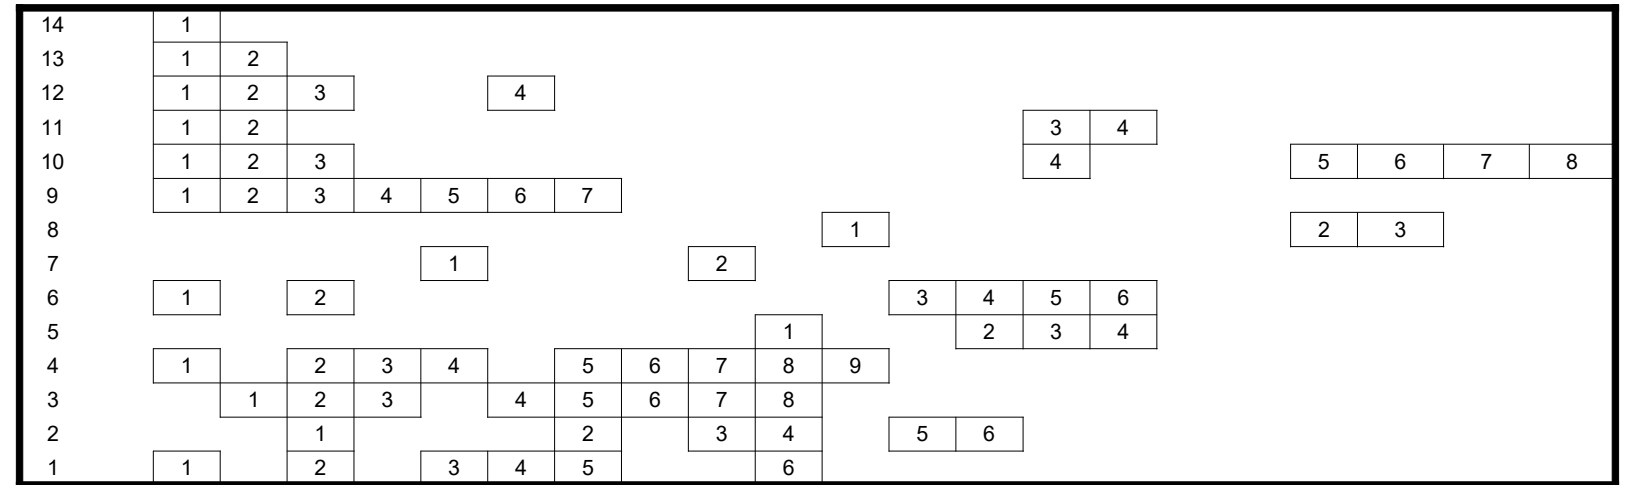 14 1
13 1 2
12 1 2 3 4
11 1 2 3 4
10 1 2 3 4 5 6 7 8
9 1 2 3 4 5 6 7
8 1 2 3
7 1 2
6 1 2 3 4 5 6
5 1 2 3 4
4 1 2 3 4 5 6 7 8 9
3 1 2 3 4 5 6 7 8
2 1 2 3 4 5 6
1 1 2 3 4 5 6